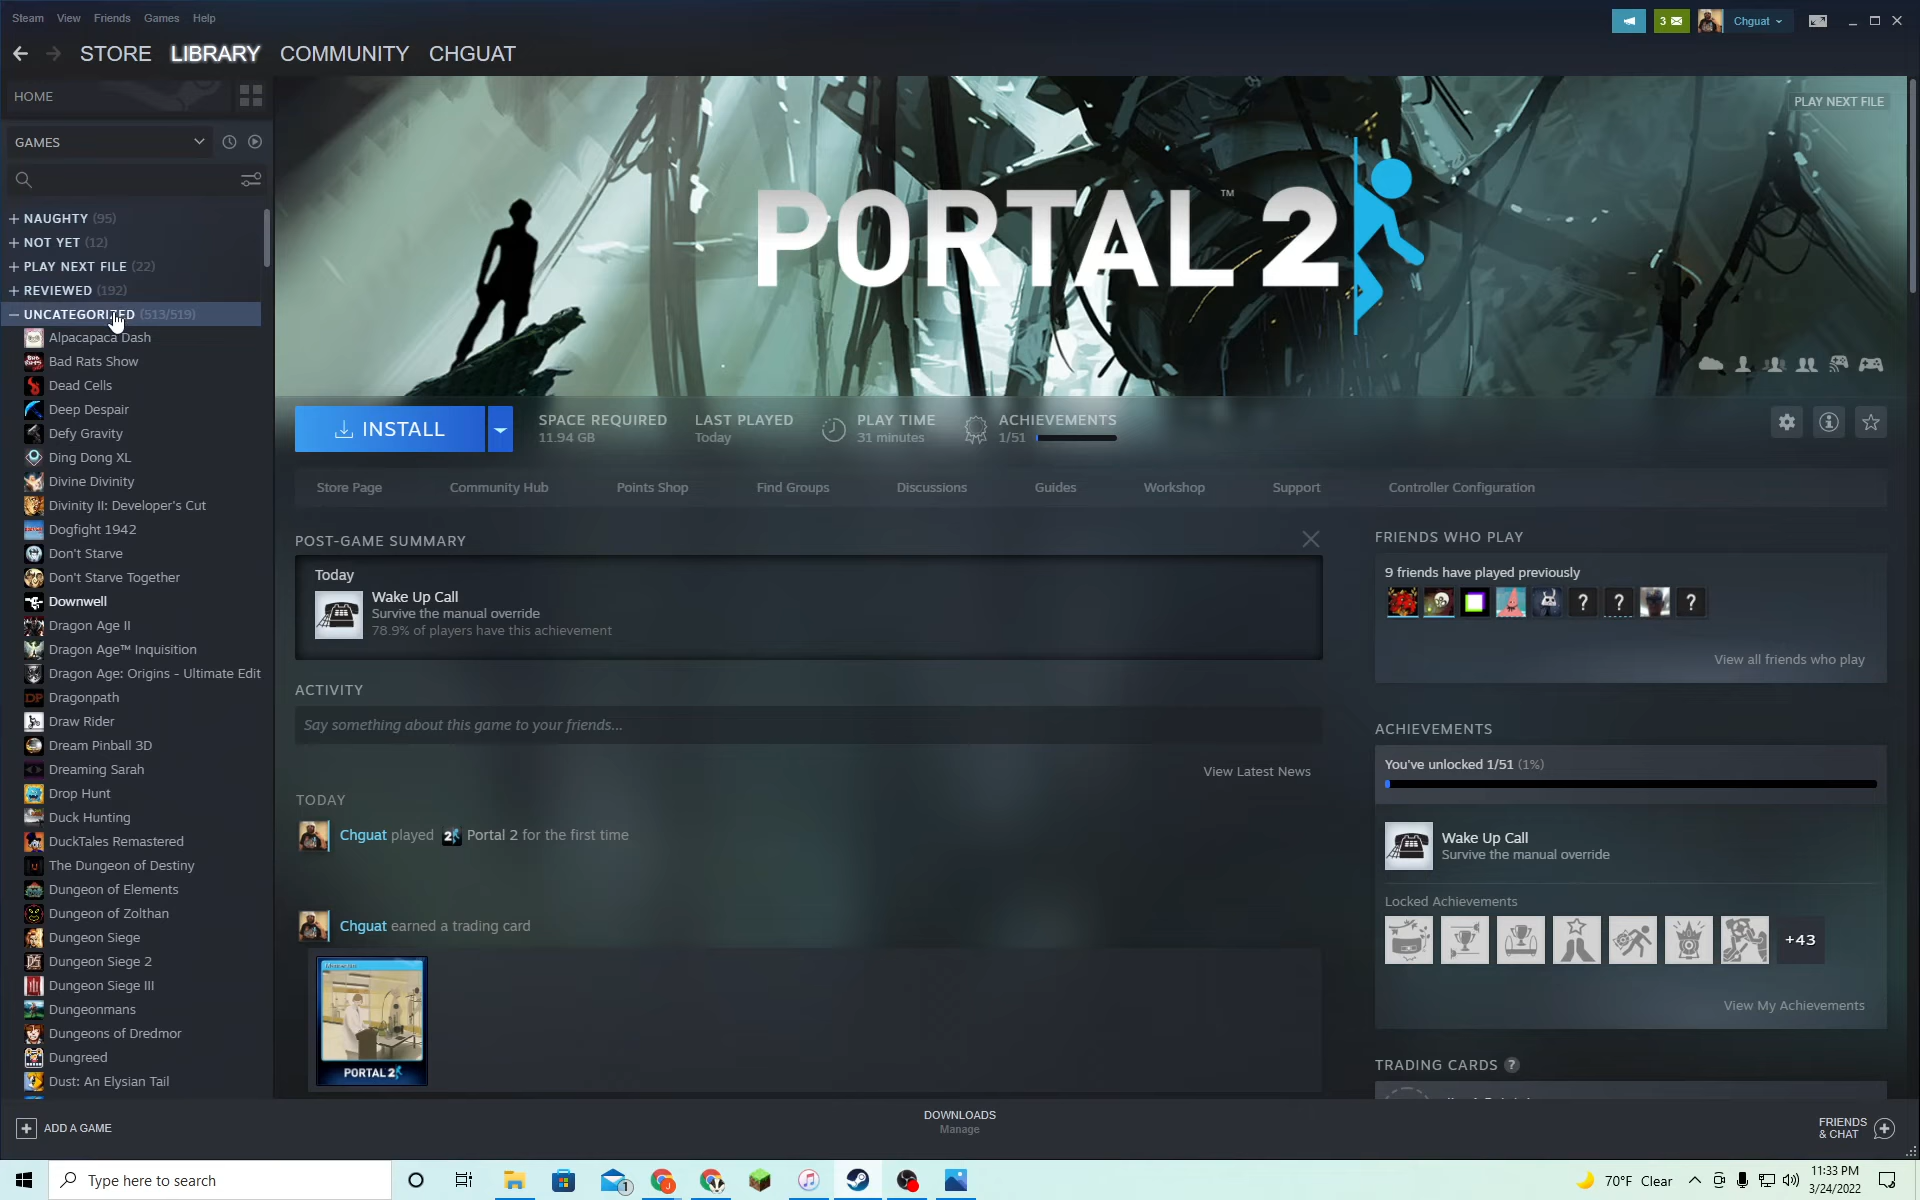 Steam View Friends Games Help
3
Chguat
STORE LIBRARY COMMUNITY CHGUAT
HOME
PLAY NEXT FILE
GAMES
PORTAL 2
™
+ NAUGHTY (95)
+ NOT YET (12)
+ PLAY NEXT FILE (22)
+ REVIEWED (192)
− UNCATEGORIZED (513/519)
Alpacapaca Dash
Bad Rats Show
Dead Cells
Deep Despair
Defy Gravity
Ding Dong XL
Divine Divinity
Divinity II: Developer's Cut
Dogfight 1942
Don't Starve
Don't Starve Together
Downwell
Dragon Age II
Dragon Age™ Inquisition
Dragon Age: Origins - Ultimate Edit
Dragonpath
Draw Rider
Dream Pinball 3D
Dreaming Sarah
Drop Hunt
Duck Hunting
DuckTales Remastered
The Dungeon of Destiny
Dungeon of Elements
Dungeon of Zolthan
Dungeon Siege
Dungeon Siege 2
Dungeon Siege III
Dungeonmans
Dungeons of Dredmor
Dungreed
Dust: An Elysian Tail
INSTALL
SPACE REQUIRED
11.94 GB
LAST PLAYED
Today
PLAY TIME
31 minutes
ACHIEVEMENTS
1/51
Store Page Community Hub Points Shop Find Groups Discussions Guides Workshop Support Controller Configuration
POST-GAME SUMMARY
Today
Wake Up Call
Survive the manual override
78.9% of players have this achievement
ACTIVITY
Say something about this game to your friends...
View Latest News
TODAY
Chguat played Portal 2 for the first time
Chguat earned a trading card
PORTAL 2
FRIENDS WHO PLAY
9 friends have played previously
? ? ?
View all friends who play
ACHIEVEMENTS
You've unlocked 1/51 (1%)
Wake Up Call
Survive the manual override
Locked Achievements
+43
View My Achievements
TRADING CARDS ?
ADD A GAME
DOWNLOADS
Manage
FRIENDS
& CHAT
Type here to search
1
70°F Clear
11:33 PM
3/24/2022